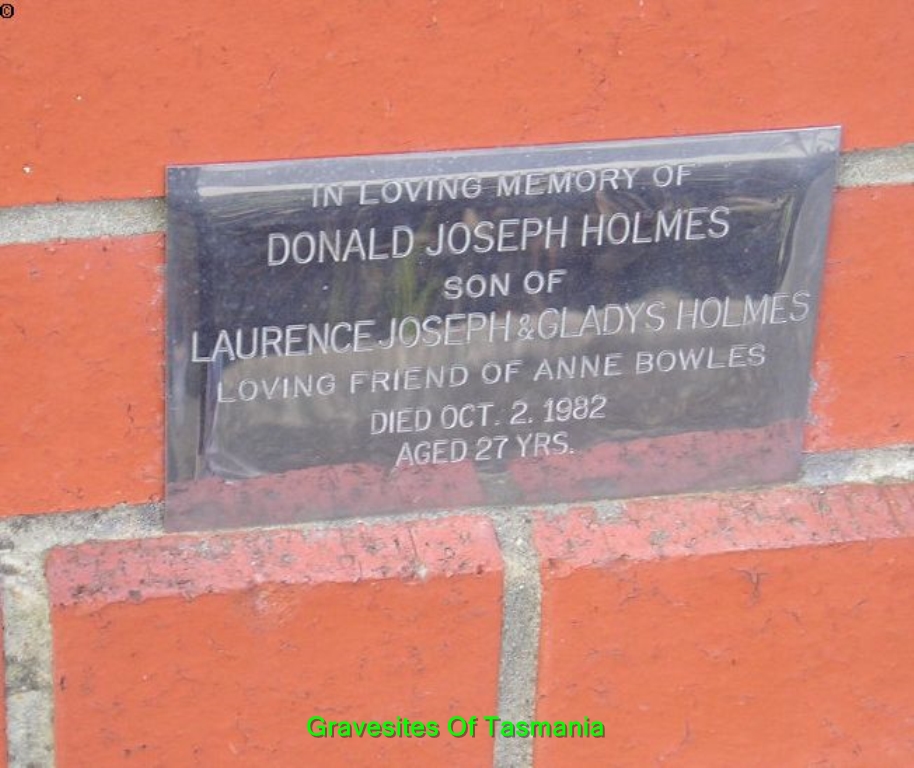 ©
IN LOVING MEMORY OF
DONALD JOSEPH HOLMES
SON OF
LAURENCE JOSEPH & GLADYS HOLMES
LOVING FRIEND OF ANNE BOWLES
DIED OCT. 2. 1982
AGED 27 YRS.
Gravesites Of Tasmania